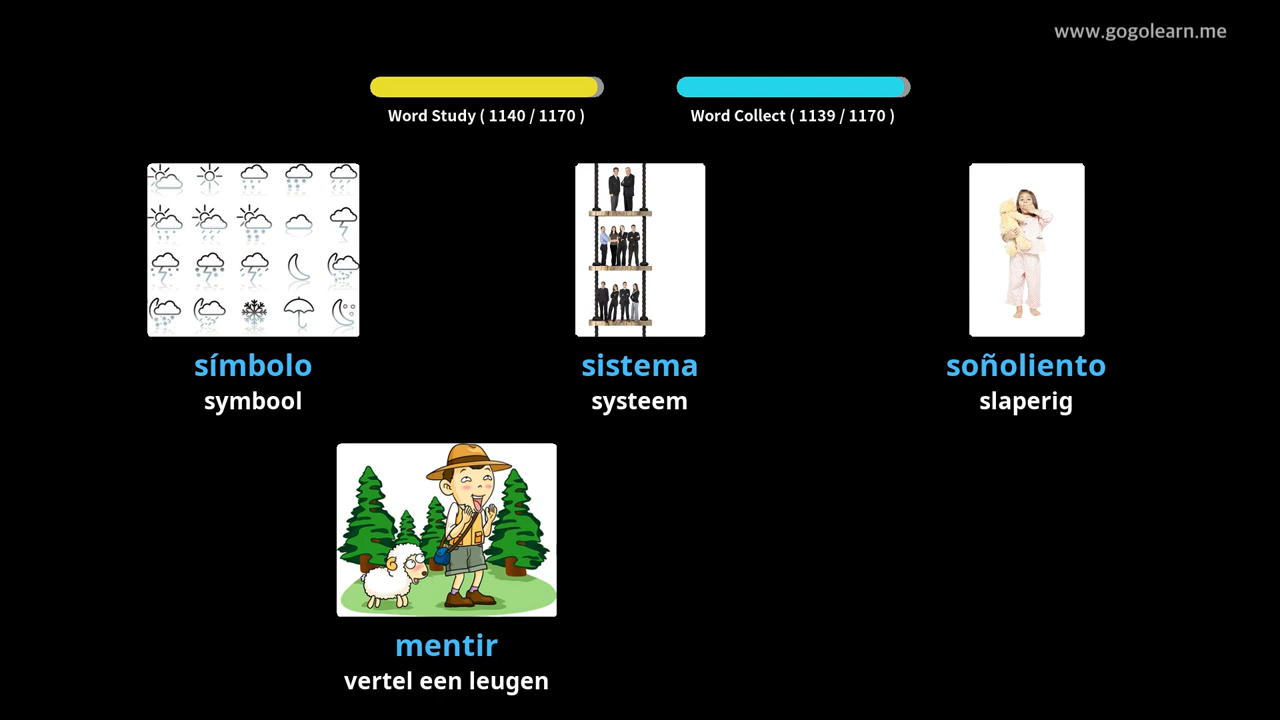 www.gogolearn.me
Word Study ( 1140 / 1170 )
Word Collect ( 1139 / 1170 )
símbolo
symbool
sistema
systeem
soñoliento
slaperig
mentir
vertel een leugen